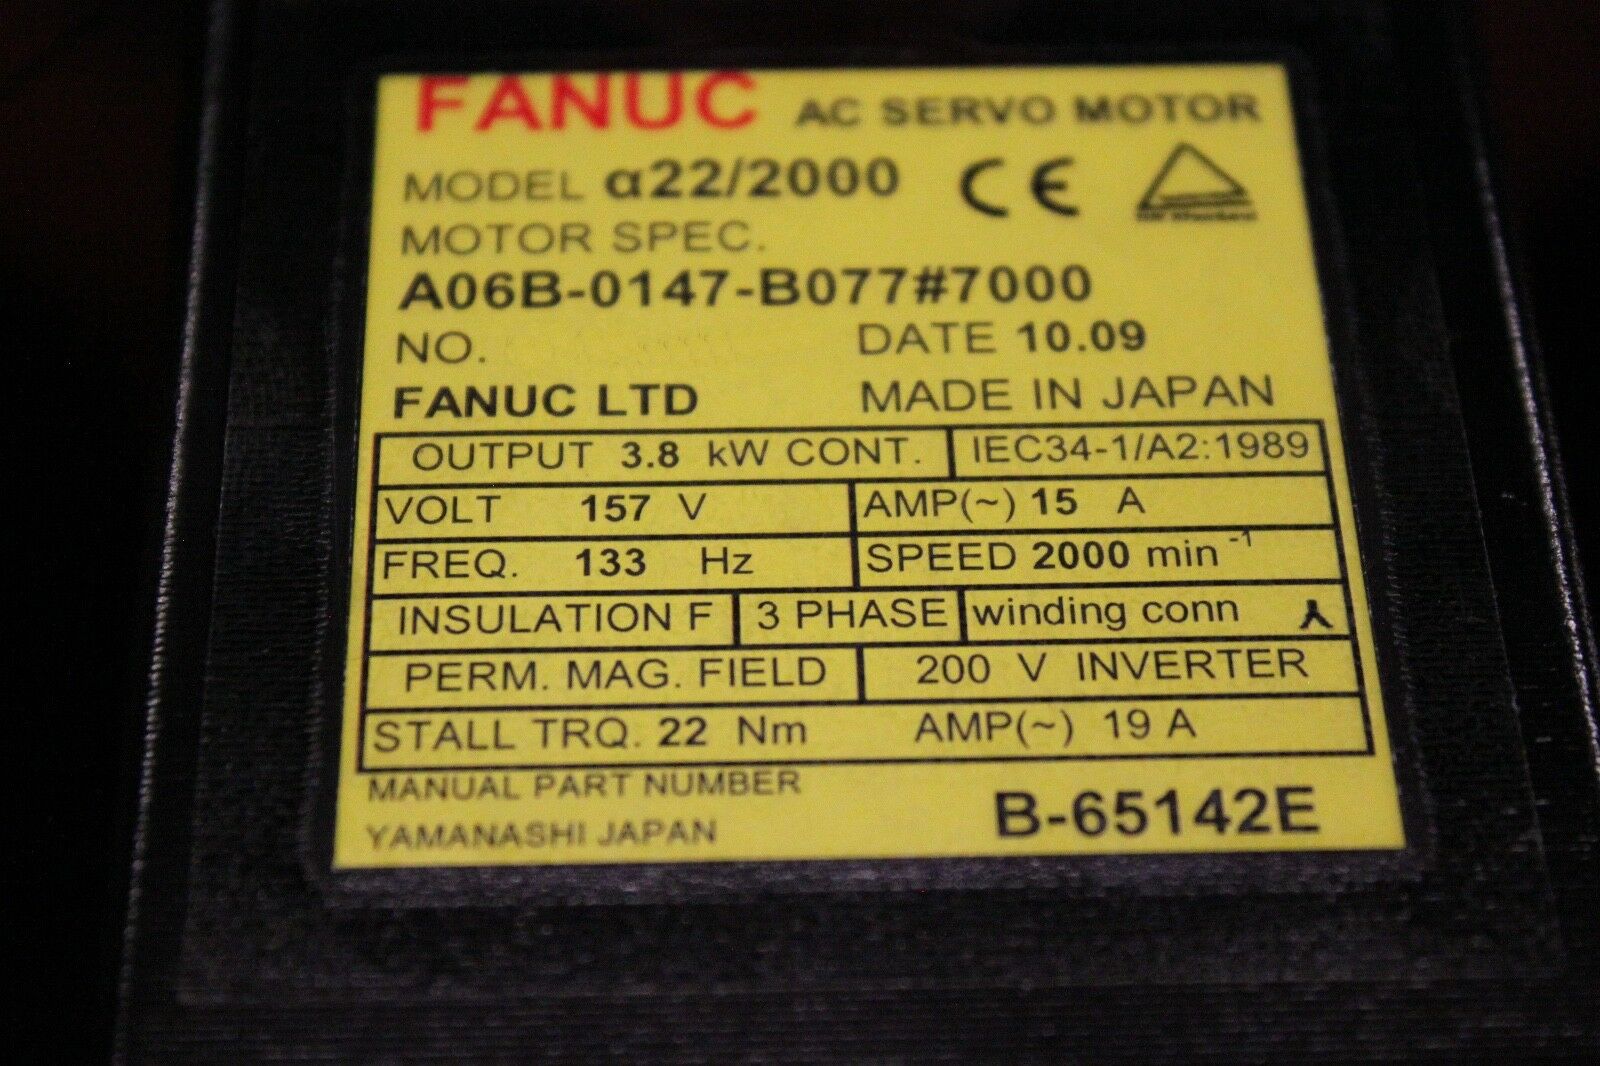 FANUC AC SERVO MOTOR
MODEL α22/2000 CE
MOTOR SPEC.
A06B-0147-B077#7000
NO. DATE 10.09
FANUC LTD MADE IN JAPAN
OUTPUT 3.8 kW CONT. IEC34-1/A2:1989
VOLT 157 V AMP(~) 15 A
FREQ. 133 Hz SPEED 2000 min⁻¹
INSULATION F 3 PHASE winding conn
PERM. MAG. FIELD 200 V INVERTER
STALL TRQ. 22 Nm AMP(~) 19 A
MANUAL PART NUMBER
YAMANASHI JAPAN B-65142E